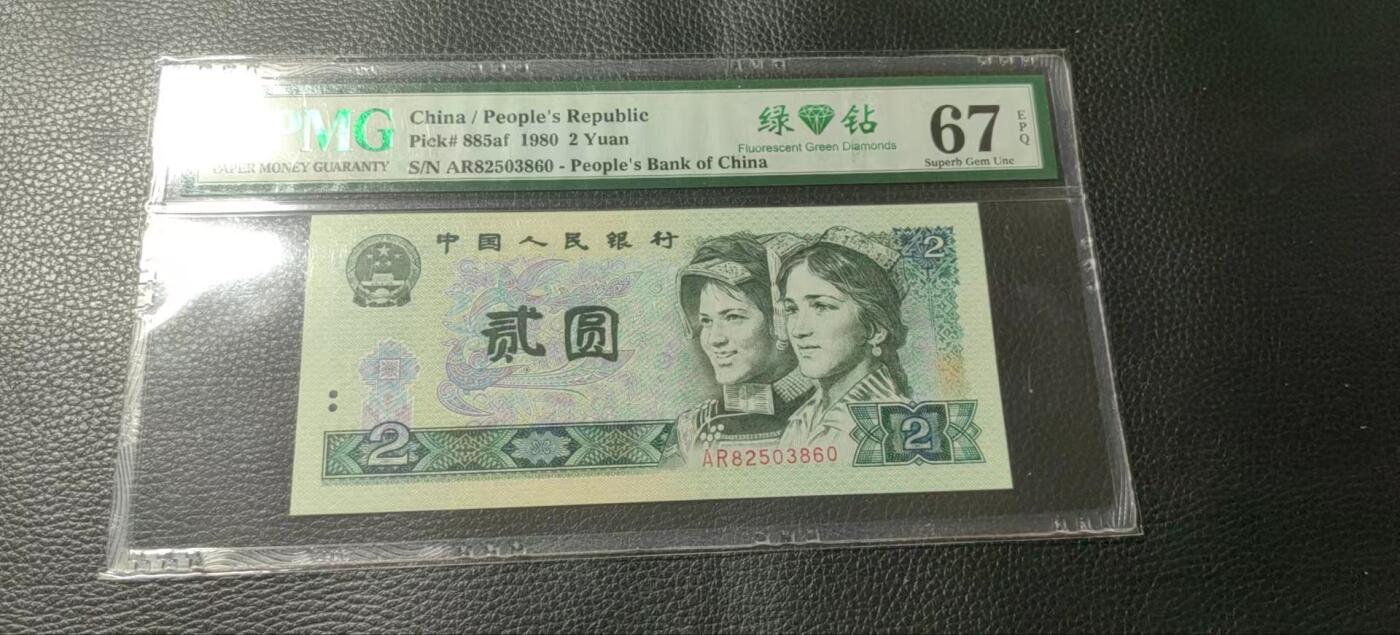 PMG
PAPER MONEY GUARANTY
China / People's Republic
Pick# 885af 1980 2 Yuan
S/N AR82503860 - People's Bank of China
绿 钻
Fluorescent Green Diamonds
67
EPQ
Superb Gem Unc
中国人民银行
2
贰圆
2
AR82503860
2